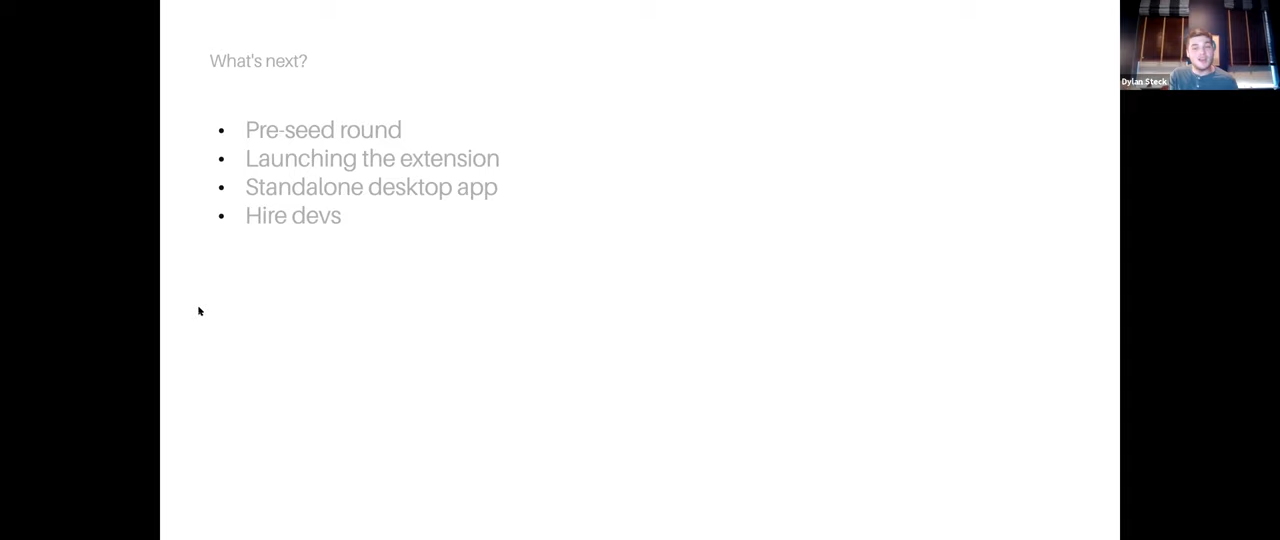 What's next?
• Pre-seed round
• Launching the extension
• Standalone desktop app
• Hire devs
Dylan Steck